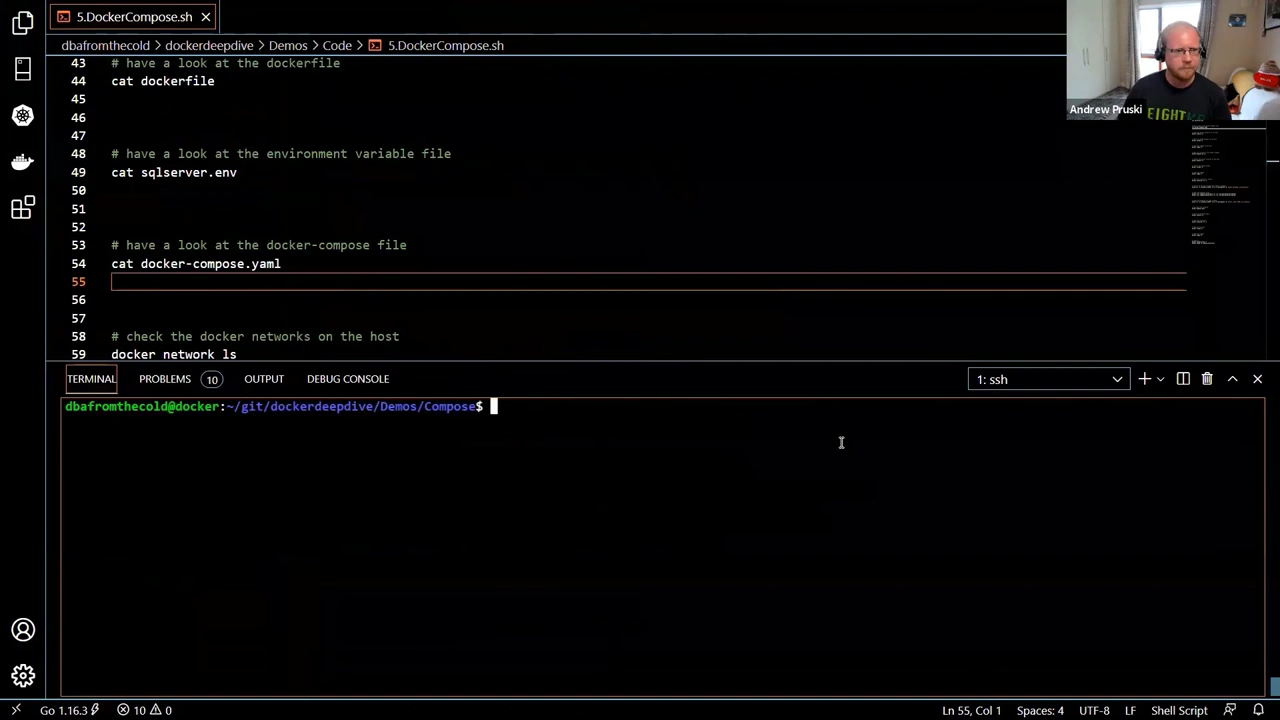 5.DockerCompose.sh
dbafromthecold > dockerdeepdive > Demos > Code > 5.DockerCompose.sh
Andrew Pruski
43 # have a look at the dockerfile
44 cat dockerfile
45
46
47
48 # have a look at the environment variable file
49 cat sqlserver.env
50
51
52
53 # have a look at the docker-compose file
54 cat docker-compose.yaml
55
56
57
58 # check the docker networks on the host
59 docker network ls
TERMINAL PROBLEMS 10 OUTPUT DEBUG CONSOLE 1: ssh
dbafromthecold@docker:~/git/dockerdeepdive/Demos/Compose$
Go 1.16.3 10 0 Ln 55, Col 1 Spaces: 4 UTF-8 LF Shell Script